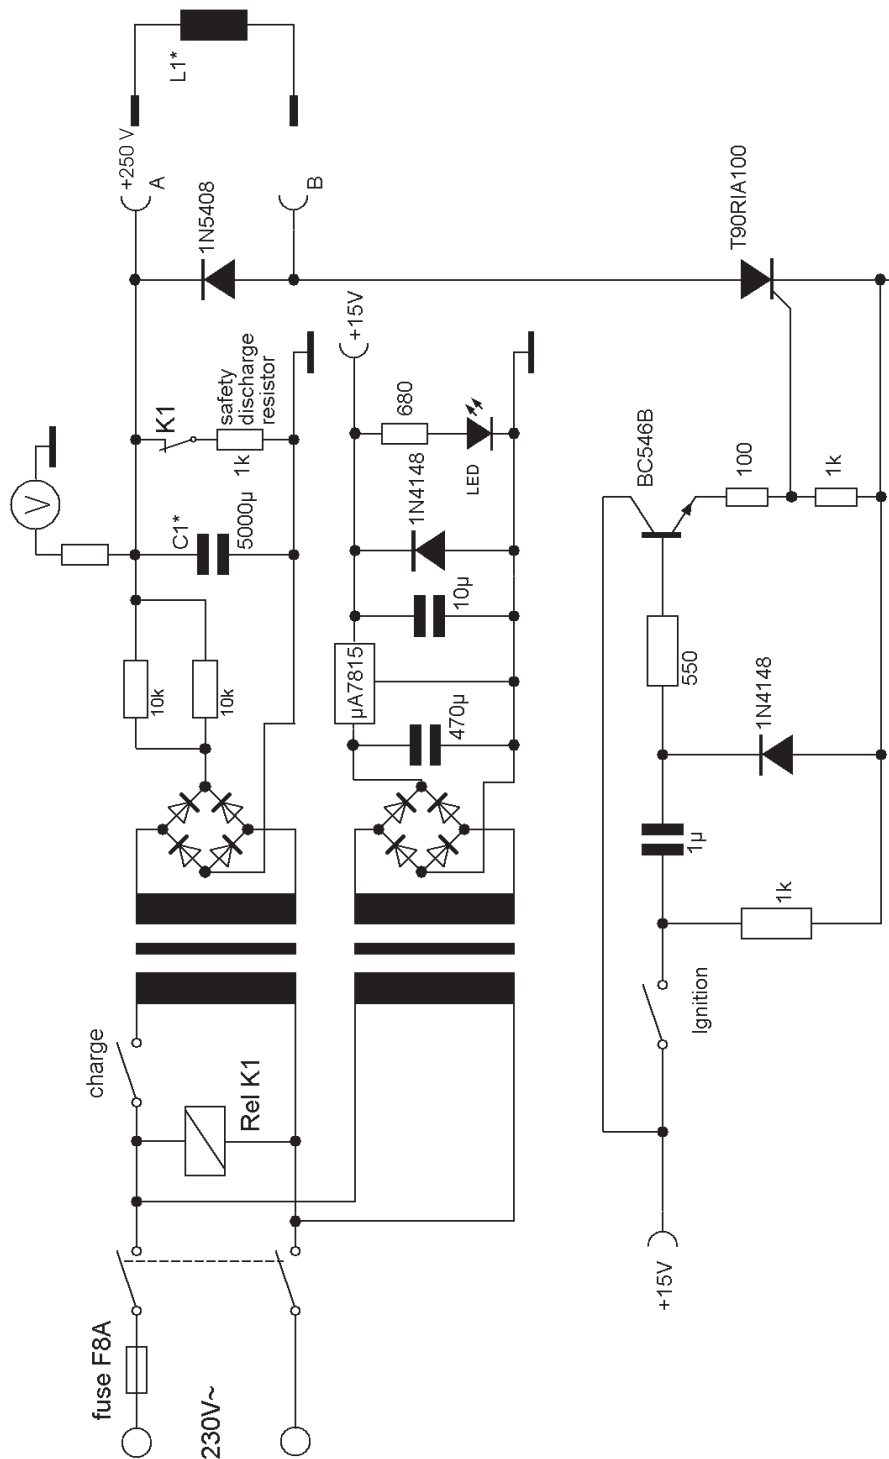 fuse F8A
230V~
charge
Rel K1
10k
10k
V
C1*
5000µ
K1
1k
safety
discharge
resistor
+250 V
A
1N5408
B
L1*
µA7815
470µ
10µ
1N4148
680
LED
+15V
+15V
Ignition
1k
1µ
1N4148
550
BC546B
100
1k
T90RIA100